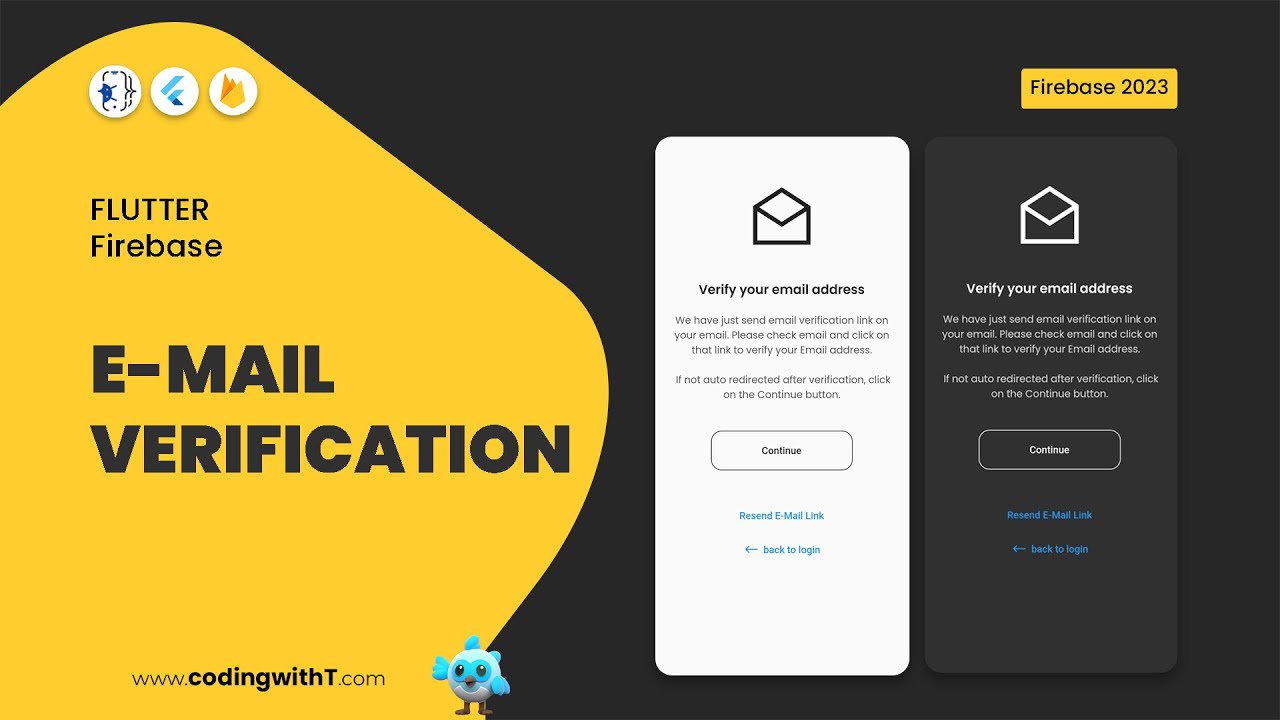 FLUTTER
Firebase
E-MAIL
VERIFICATION
www.codingwithT.com
Firebase 2023
Verify your email address
We have just send email verification link on
your email. Please check email and click on
that link to verify your Email address.
If not auto redirected after verification, click
on the Continue button.
Continue
Resend E-Mail Link
back to login
Verify your email address
We have just send email verification link on
your email. Please check email and click on
that link to verify your Email address.
If not auto redirected after verification, click
on the Continue button.
Continue
Resend E-Mail Link
back to login